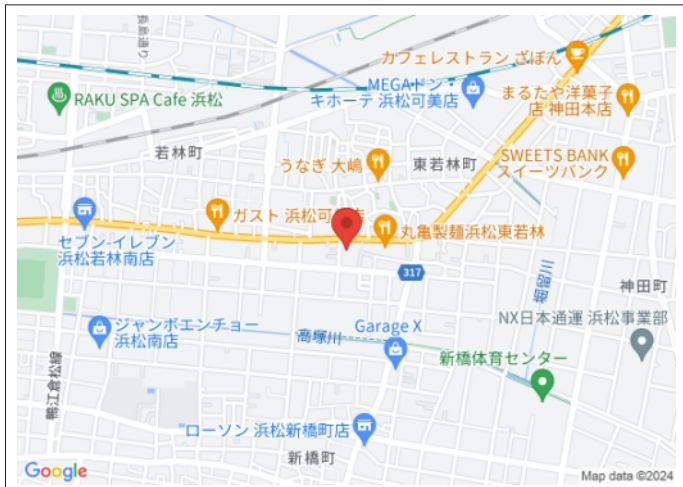 カフェレストラン ざぼん
MEGAドン・
キホーテ 浜松可美店
まるたや洋菓子
店 神田本店
RAKU SPA Cafe 浜松
若林町
うなぎ 大嶋
東若林町
SWEETS BANK
スイーツバンク
ガスト 浜松可
丸亀製麺浜松東若林
セブン-イレブン
浜松若林南店
317
神田町
ジャンボエンチョー
浜松南店
高塚川
Garage X
NX日本通運 浜松事業部
新橋体育センター
鴨江倉松線
ローソン 浜松新橋町店
新橋町
Google
Map data ©2024